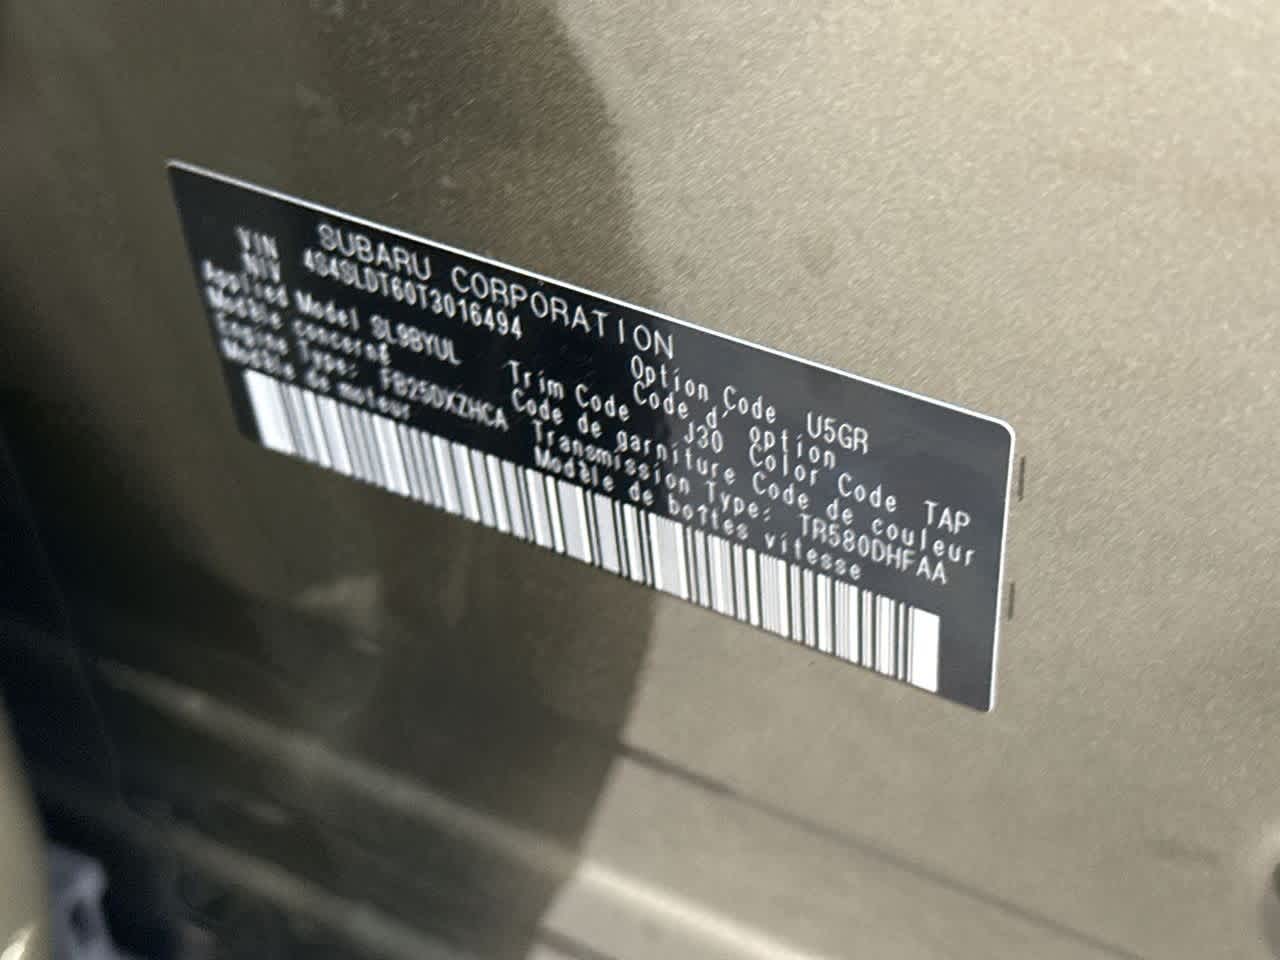 SUBARU CORPORATION
VIN 4S4SLDT60T3016494
NIV
Option Code U5GR
Code d' option
Applied Model SL9BYUL
Modèle concerné
Trim Code J30 Color Code TAP
Code de garniture Code de couleur
Engine Type: FB25DXZHCA Transmission Type: TR580DHFAA
Modèle de moteur Modèle de boîtes vitesse